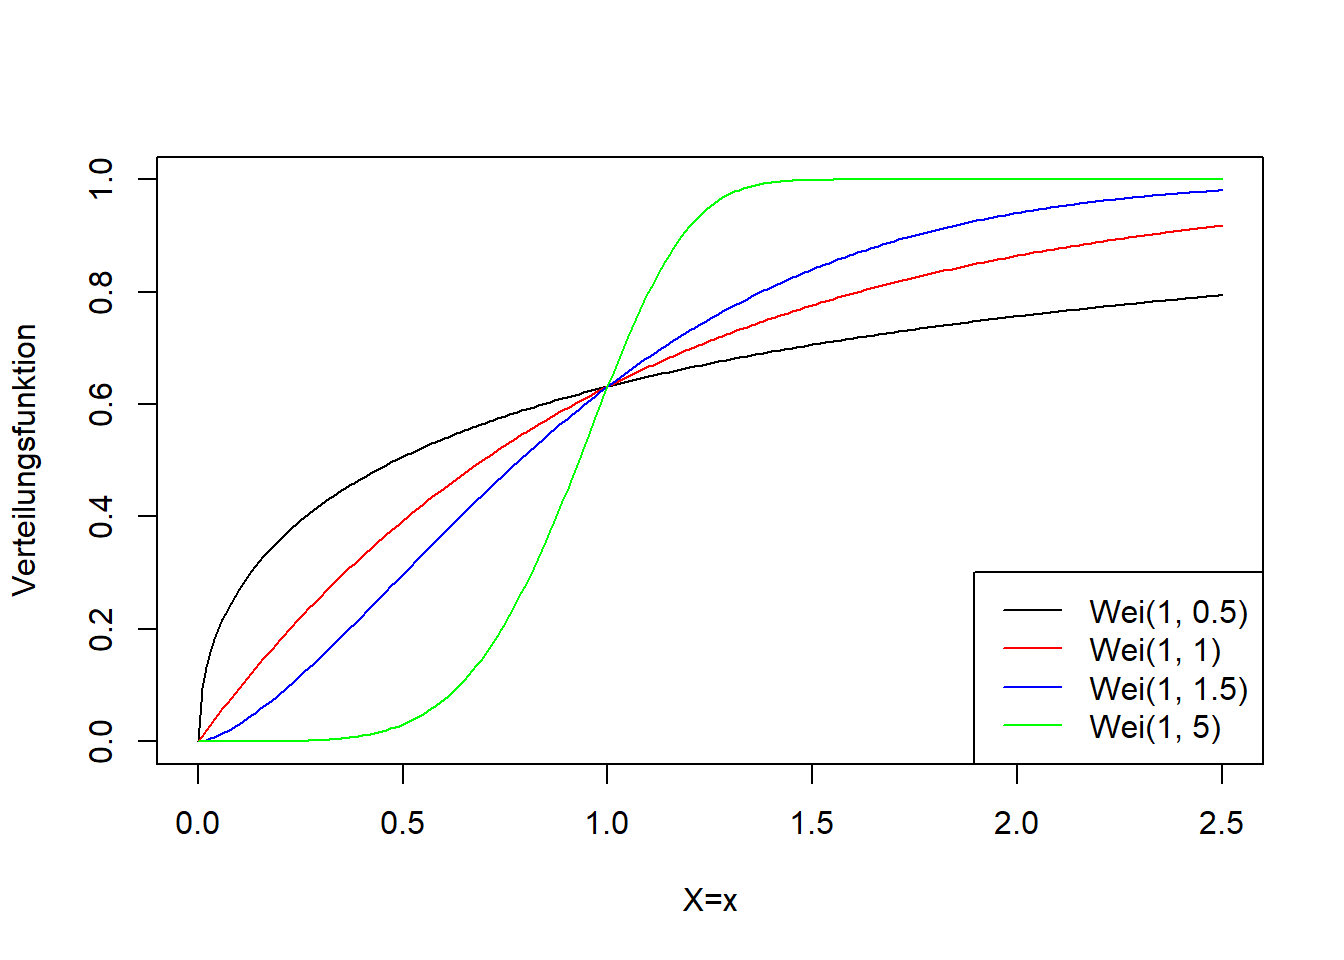 Verteilungsfunktion
1.0
0.8
0.6
0.4
0.2
0.0
0.0 0.5 1.0 1.5 2.0 2.5
X=x
Wei(1, 0.5)
Wei(1, 1)
Wei(1, 1.5)
Wei(1, 5)